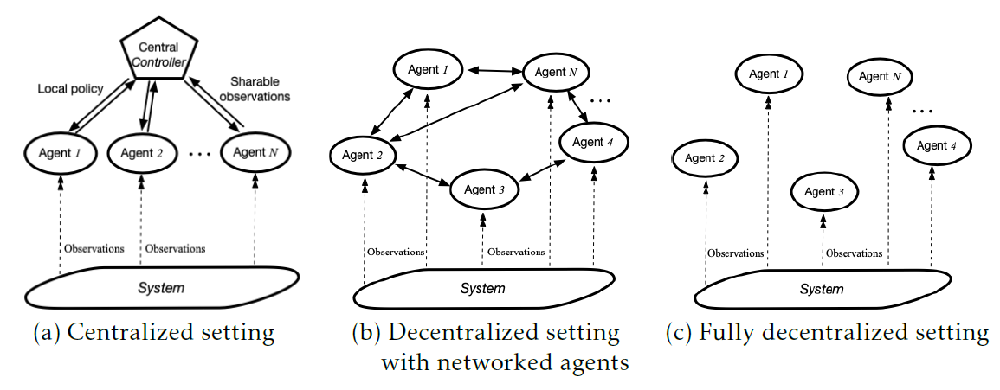 Central
Controller
Local policy
Sharable
observations
Agent 1
Agent 2
...
Agent N
Observations
Observations
System
(a) Centralized setting
Agent 1
Agent N
...
Agent 2
Agent 4
Agent 3
Observations
Observations
System
(b) Decentralized setting
with networked agents
Agent 1
Agent N
...
Agent 2
Agent 4
Agent 3
Observations
Observations
System
(c) Fully decentralized setting